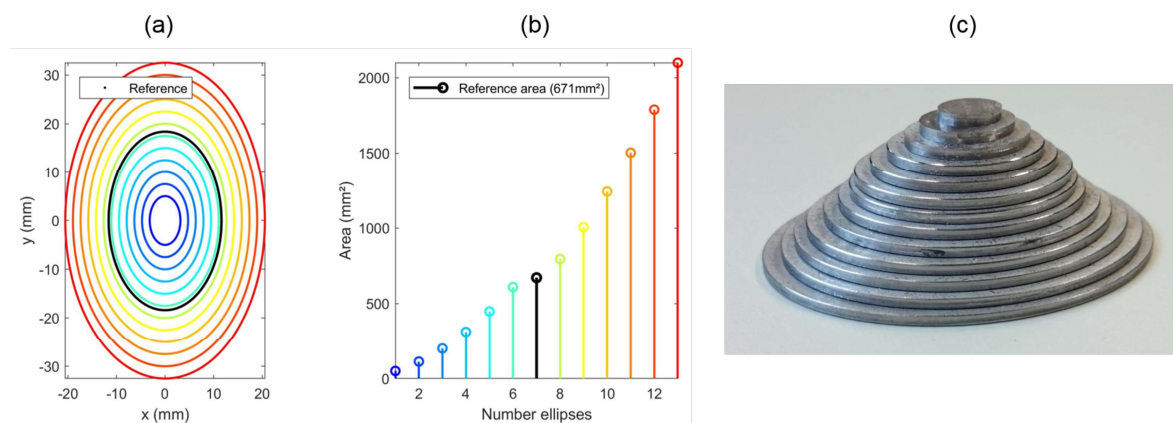 (a)
(b)
(c)
Reference
30
20
10
0
-10
-20
-30
y (mm)
-20
-10
0
10
20
x (mm)
Reference area (671mm²)
2000
1500
1000
500
0
Area (mm²)
2
4
6
8
10
12
Number ellipses